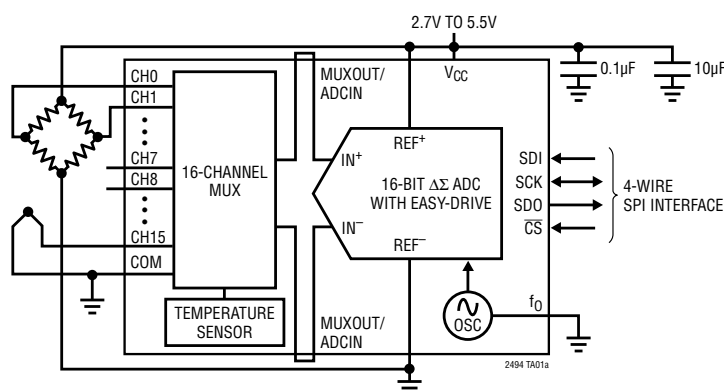 2.7V TO 5.5V
0.1µF
10µF
MUXOUT/
ADCIN
VCC
CH0
CH1
CH7
CH8
CH15
COM
16-CHANNEL
MUX
TEMPERATURE
SENSOR
IN+
IN–
REF+
16-BIT ΔΣ ADC
WITH EASY-DRIVE
REF–
SDI
SCK
SDO
CS
4-WIRE
SPI INTERFACE
MUXOUT/
ADCIN
OSC
fO
2494 TA01a